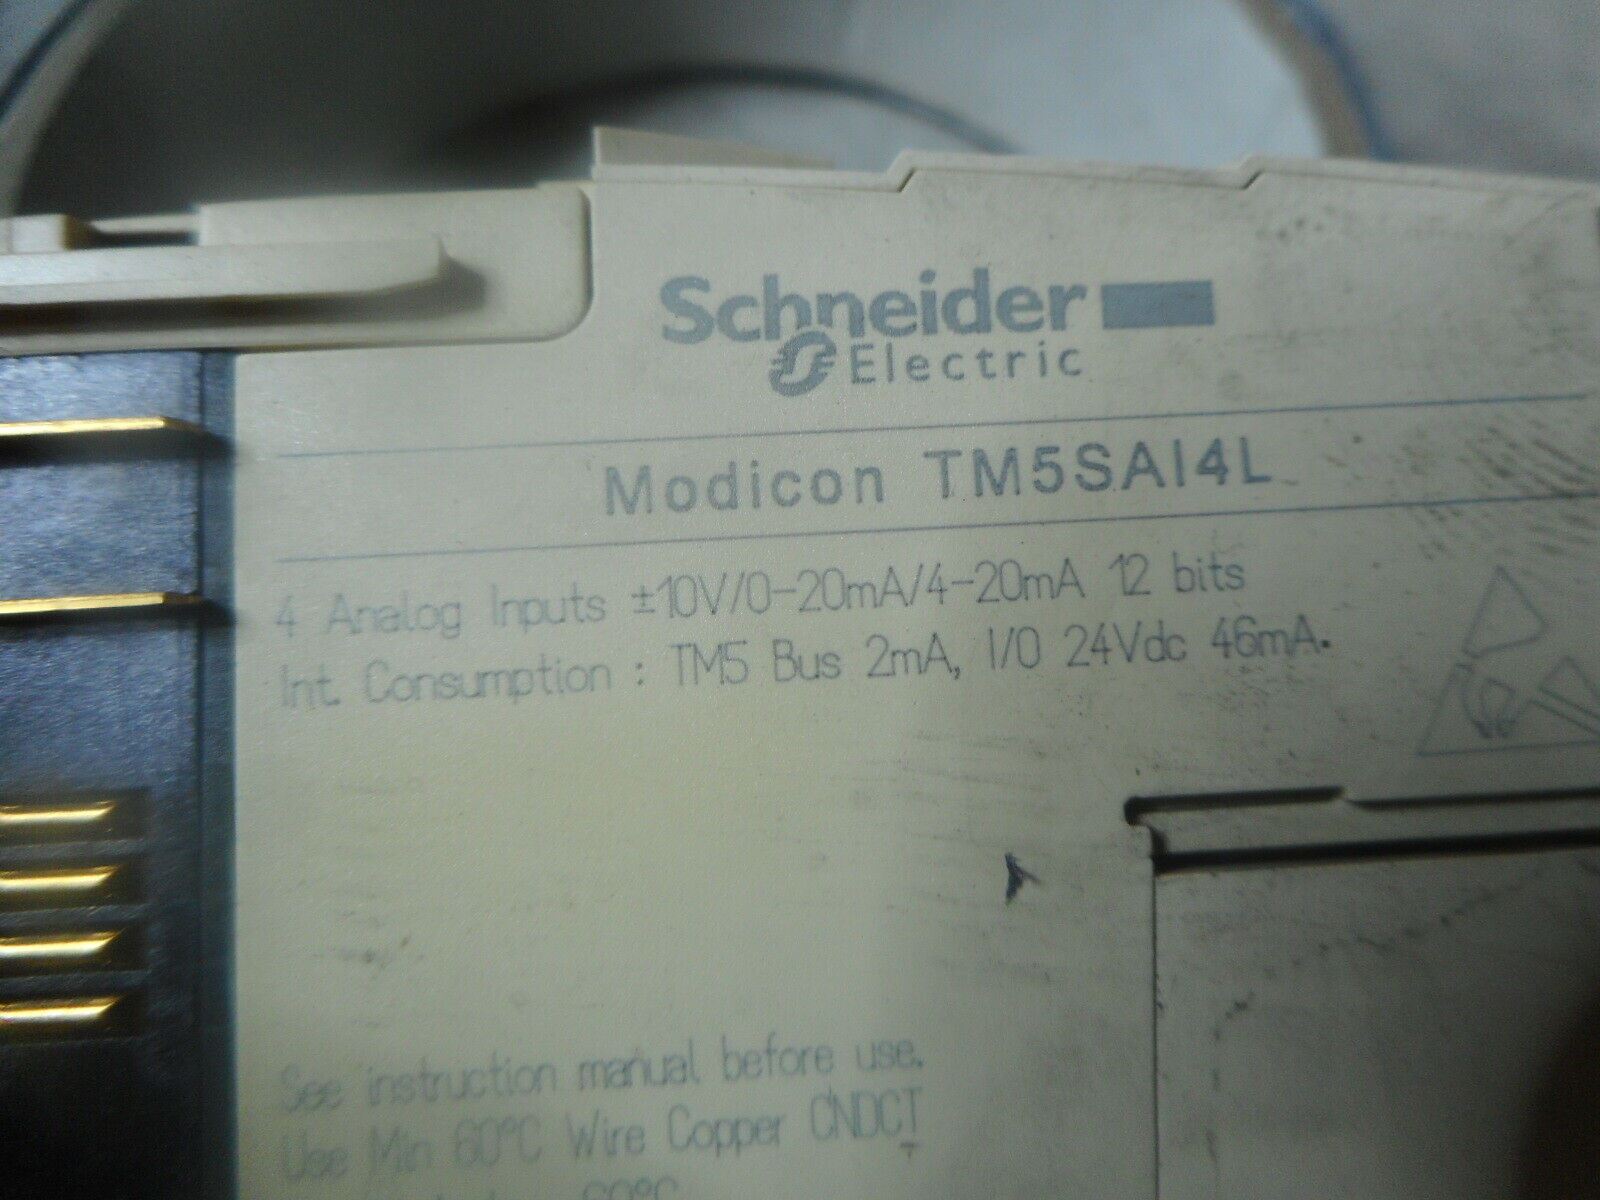 Schneider
Electric
Modicon TM5SAI4L
4 Analog Inputs ±10V/0-20mA/4-20mA 12 bits
Int. Consumption : TM5 Bus 2mA, I/O 24Vdc 46mA.
See instruction manual before use.
Use Min 60°C Wire Copper CNDCT
60°C